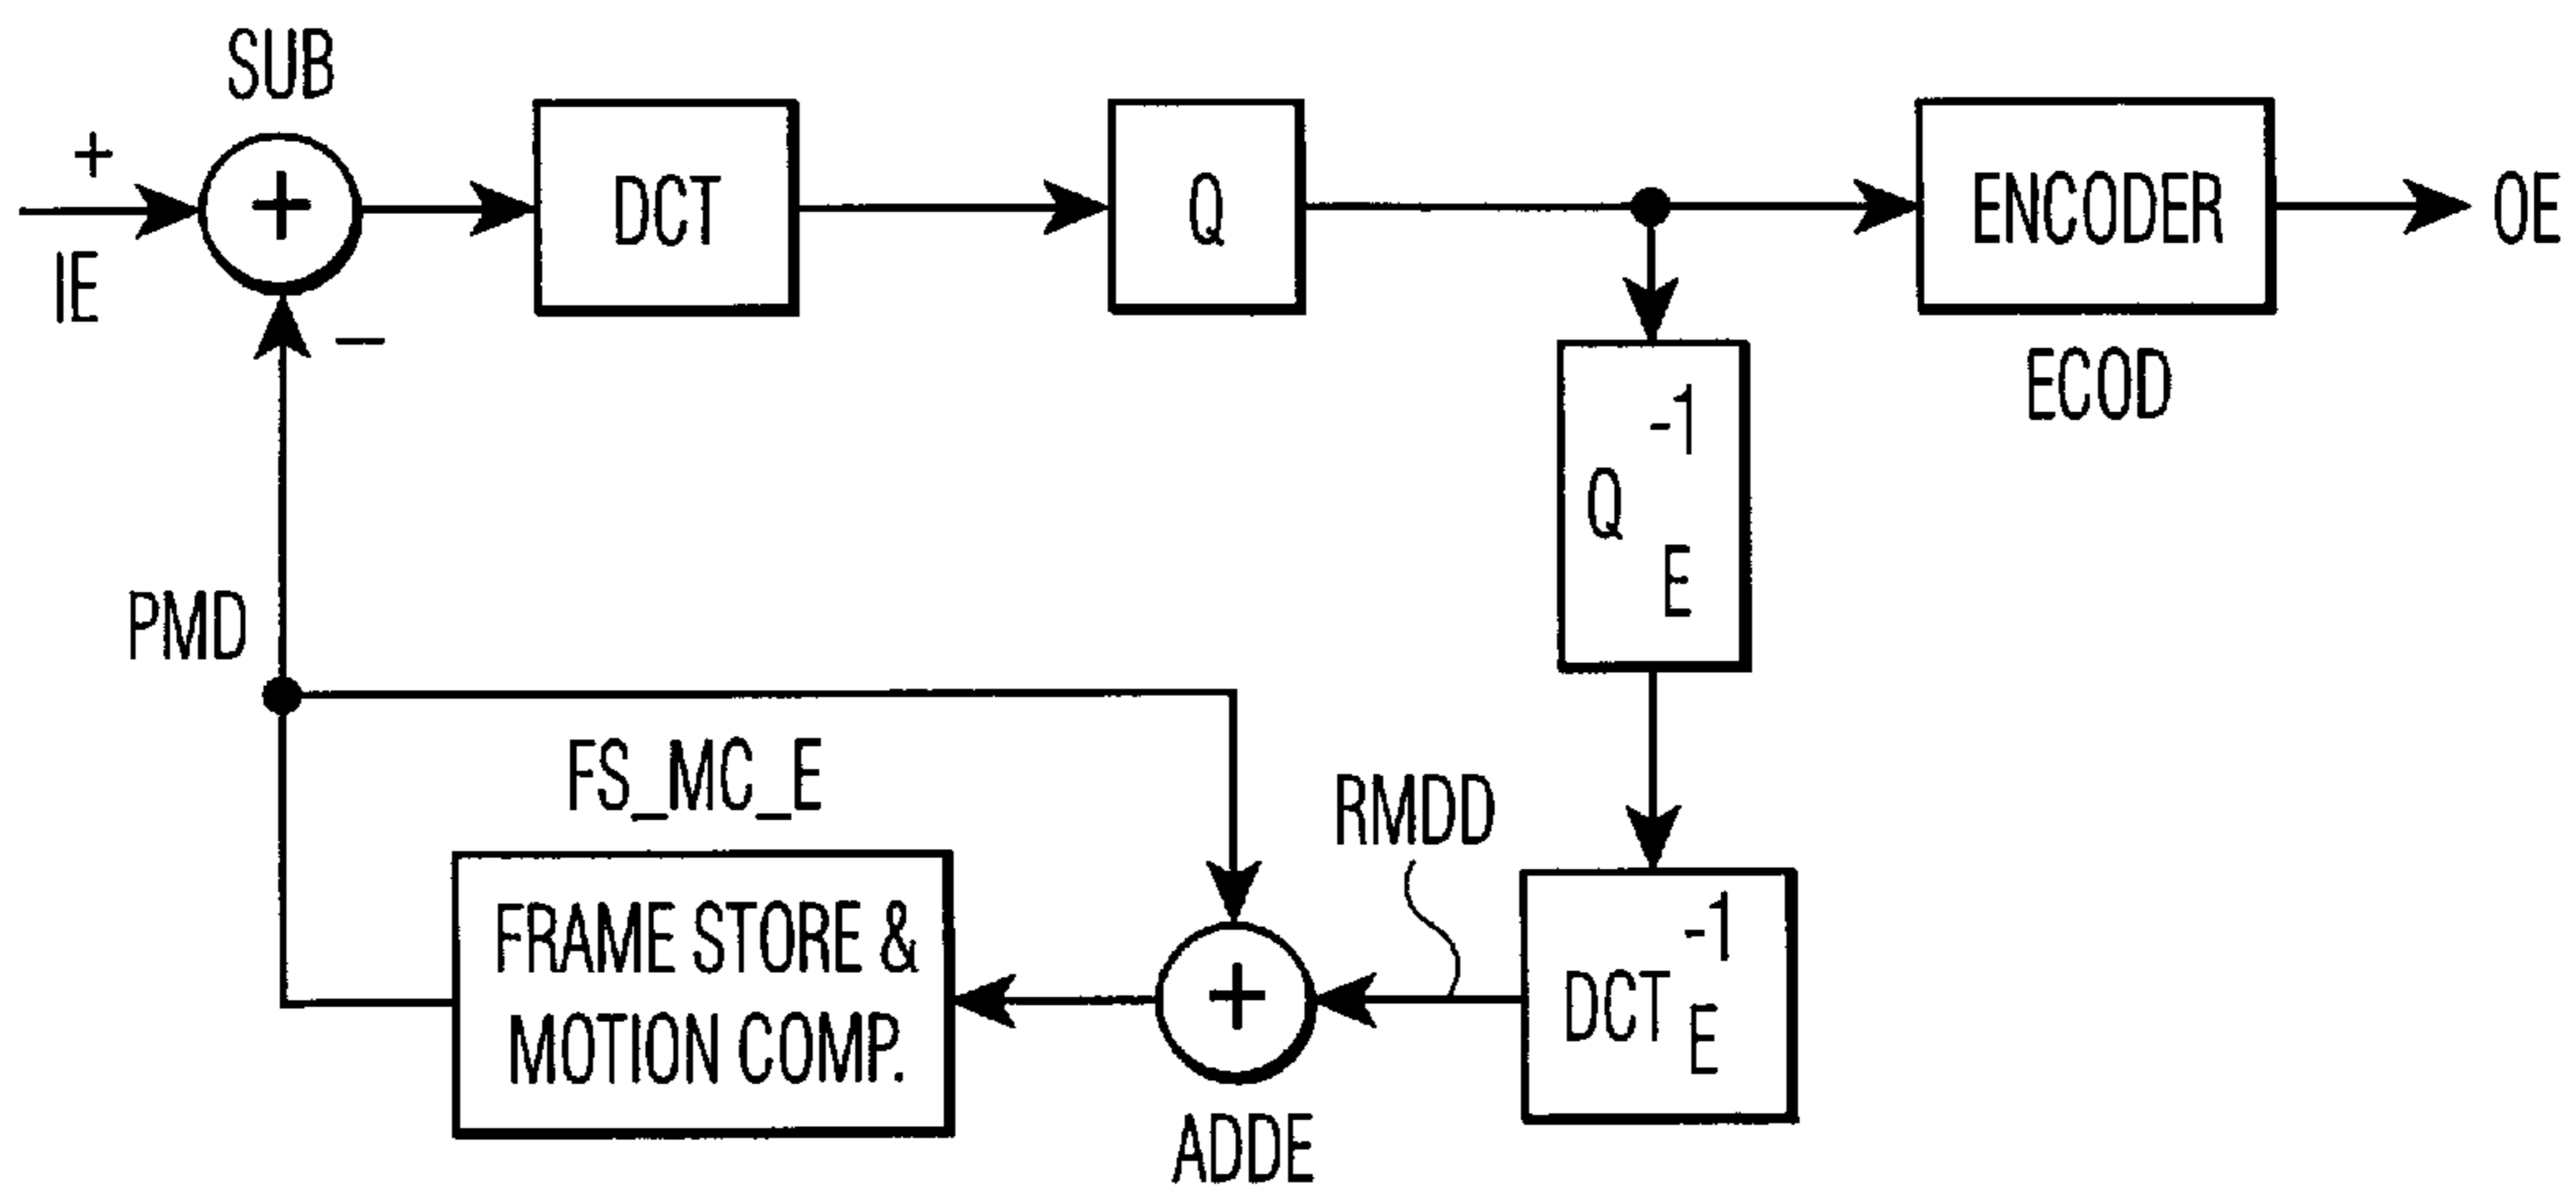 SUB
+
IE
+
−
DCT
Q
ENCODER
ECOD
OE
Q -1 E
PMD
FS_MC_E
FRAME STORE &
MOTION COMP.
+
ADDE
RMDD
DCT -1 E